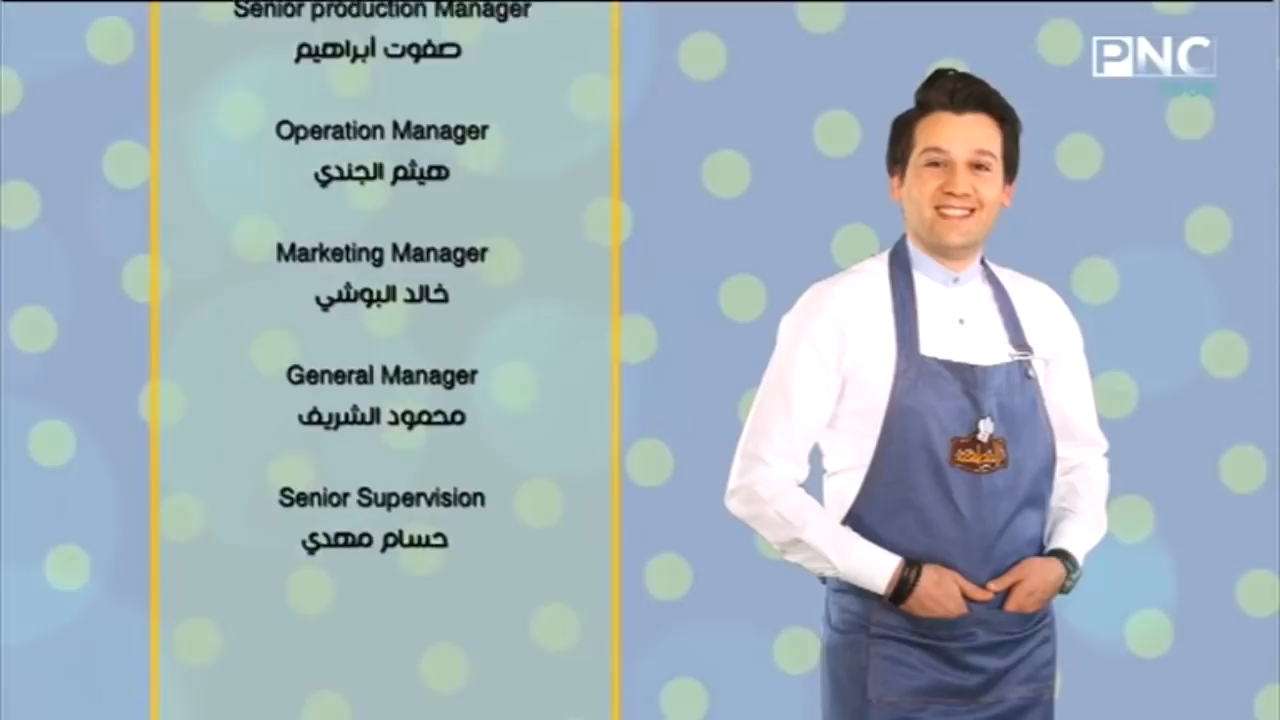 Senior production Manager
صفوت أبراهيم
Operation Manager
هيثم الجندي
Marketing Manager
خالد البوشي
General Manager
محمود الشريف
Senior Supervision
حسام مهدي
PNC